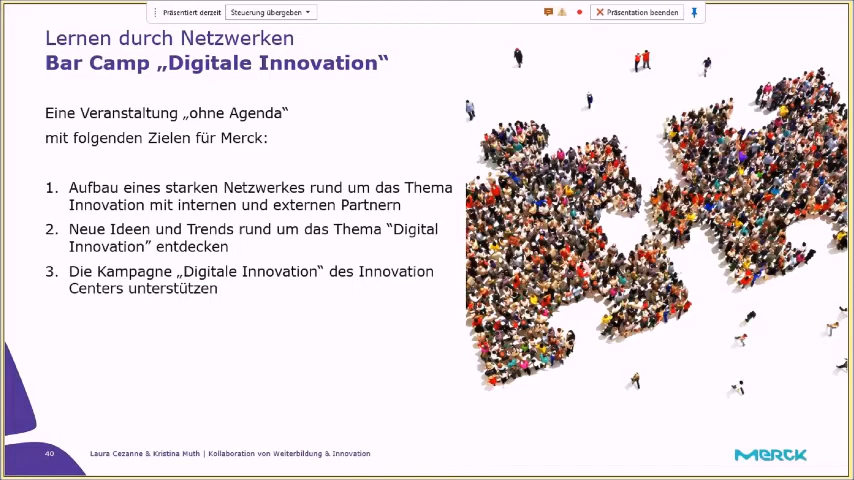 Präsentiert derzeit Steuerung übergeben Präsentation beenden
Lernen durch Netzwerken
Bar Camp „Digitale Innovation“
Eine Veranstaltung „ohne Agenda“
mit folgenden Zielen für Merck:
1. Aufbau eines starken Netzwerkes rund um das Thema
Innovation mit internen und externen Partnern
2. Neue Ideen und Trends rund um das Thema “Digital
Innovation” entdecken
3. Die Kampagne „Digitale Innovation“ des Innovation
Centers unterstützen
40 Laura Cezanne & Kristina Muth | Kollaboration von Weiterbildung & Innovation
MERCK